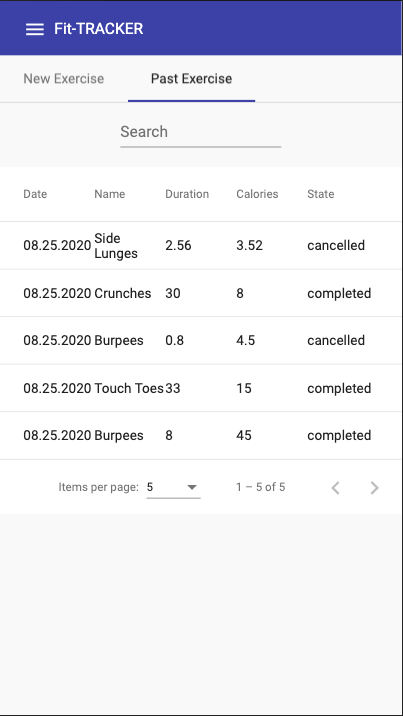 Fit-TRACKER
New Exercise Past Exercise
Search
Date Name Duration Calories State
08.25.2020 Side Lunges 2.56 3.52 cancelled
08.25.2020 Crunches 30 8 completed
08.25.2020 Burpees 0.8 4.5 cancelled
08.25.2020 Touch Toes 33 15 completed
08.25.2020 Burpees 8 45 completed
Items per page: 5 1 – 5 of 5